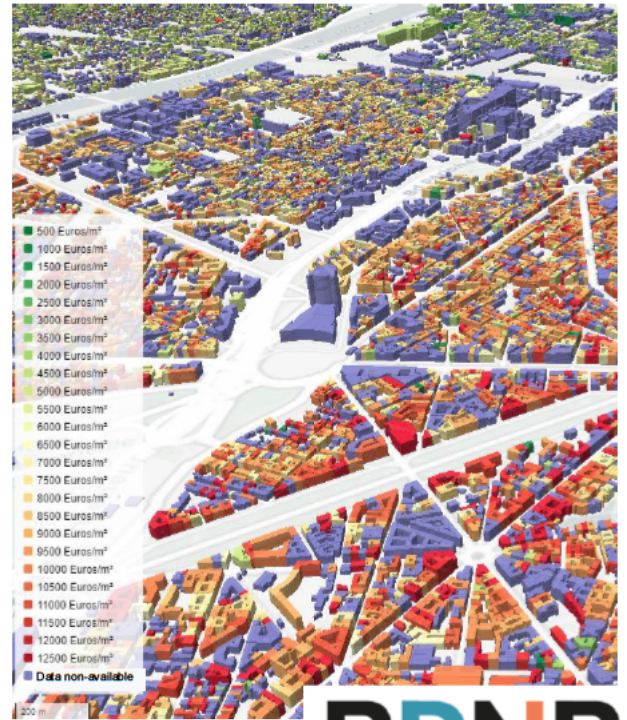 500 Euros/m²
1000 Euros/m²
1500 Euros/m²
2000 Euros/m²
2500 Euros/m²
3000 Euros/m²
3500 Euros/m²
4000 Euros/m²
4500 Euros/m²
5000 Euros/m²
5500 Euros/m²
6000 Euros/m²
6500 Euros/m²
7000 Euros/m²
7500 Euros/m²
8000 Euros/m²
8500 Euros/m²
9000 Euros/m²
9500 Euros/m²
10000 Euros/m²
10500 Euros/m²
11000 Euros/m²
11500 Euros/m²
12000 Euros/m²
12500 Euros/m²
Data non-available
200 m